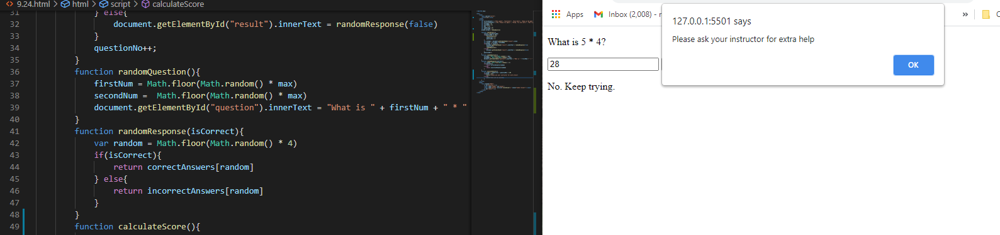 9.24.html > html > script > calculateScore
31 } else{
32 document.getElementById("result").innerText = randomResponse(false)
33 }
34 questionNo++;
35 }
36 function randomQuestion(){
37 firstNum = Math.floor(Math.random() * max)
38 secondNum =  Math.floor(Math.random() * max)
39 document.getElementById("question").innerText = "What is " + firstNum + " * "
40 }
41 function randomResponse(isCorrect){
42 var random = Math.floor(Math.random() * 4)
43 if(isCorrect){
44 return correctAnswers[random]
45 } else{
46 return incorrectAnswers[random]
47 }
48 }
49 function calculateScore(){
Apps
Inbox (2,008) - r
»
What is 5 * 4?
28
No. Keep trying.
127.0.0.1:5501 says
Please ask your instructor for extra help
OK